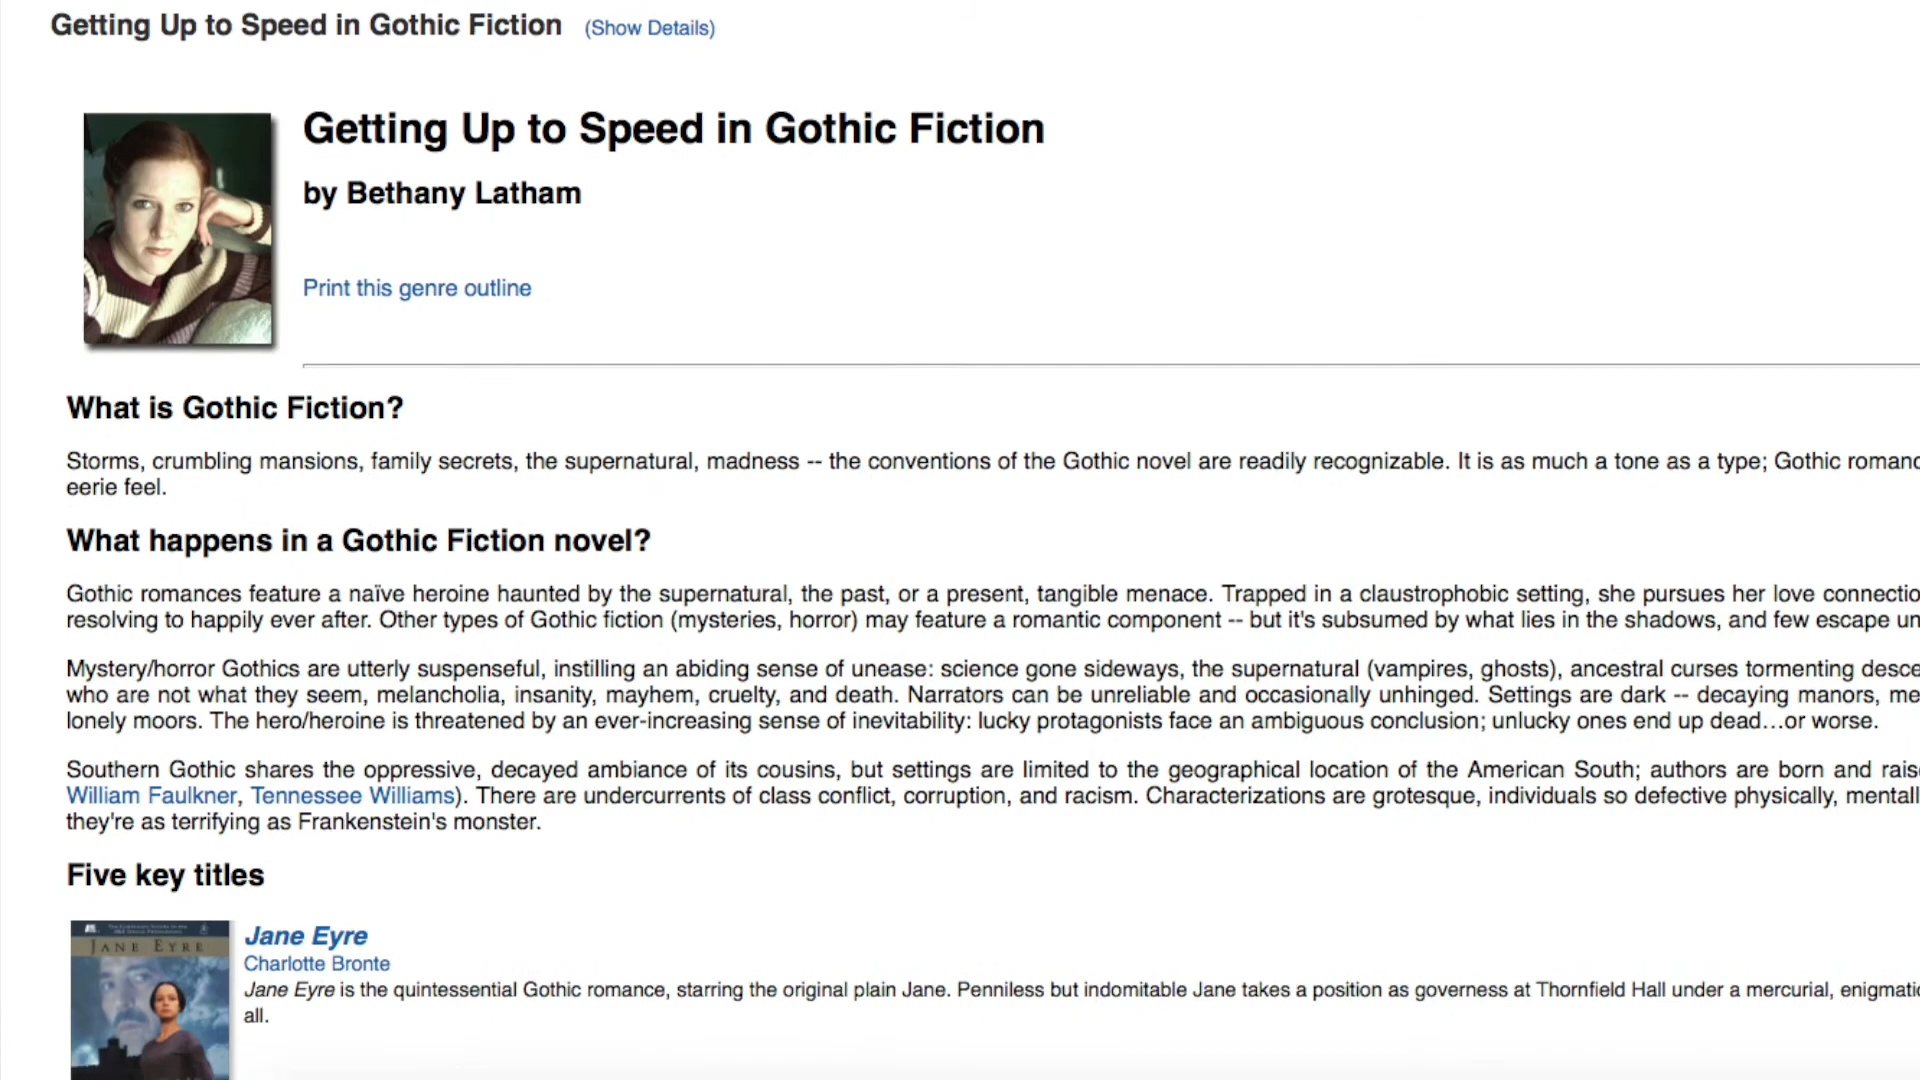 Getting Up to Speed in Gothic Fiction (Show Details)
Getting Up to Speed in Gothic Fiction
by Bethany Latham
Print this genre outline
What is Gothic Fiction?
Storms, crumbling mansions, family secrets, the supernatural, madness -- the conventions of the Gothic novel are readily recognizable. It is as much a tone as a type; Gothic romanc
eerie feel.
What happens in a Gothic Fiction novel?
Gothic romances feature a naïve heroine haunted by the supernatural, the past, or a present, tangible menace. Trapped in a claustrophobic setting, she pursues her love connectio
resolving to happily ever after. Other types of Gothic fiction (mysteries, horror) may feature a romantic component -- but it's subsumed by what lies in the shadows, and few escape un
Mystery/horror Gothics are utterly suspenseful, instilling an abiding sense of unease: science gone sideways, the supernatural (vampires, ghosts), ancestral curses tormenting desce
who are not what they seem, melancholia, insanity, mayhem, cruelty, and death. Narrators can be unreliable and occasionally unhinged. Settings are dark -- decaying manors, me
lonely moors. The hero/heroine is threatened by an ever-increasing sense of inevitability: lucky protagonists face an ambiguous conclusion; unlucky ones end up dead…or worse.
Southern Gothic shares the oppressive, decayed ambiance of its cousins, but settings are limited to the geographical location of the American South; authors are born and rais
William Faulkner, Tennessee Williams). There are undercurrents of class conflict, corruption, and racism. Characterizations are grotesque, individuals so defective physically, mentall
they're as terrifying as Frankenstein's monster.
Five key titles
JANE EYRE
Jane Eyre
Charlotte Bronte
Jane Eyre is the quintessential Gothic romance, starring the original plain Jane. Penniless but indomitable Jane takes a position as governess at Thornfield Hall under a mercurial, enigmatic
all.